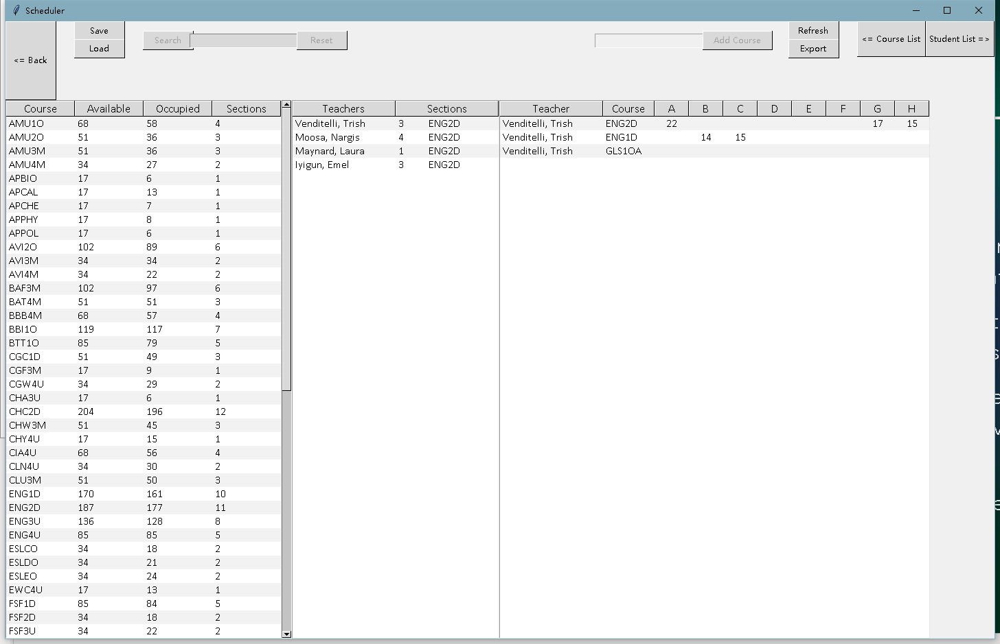 Scheduler
<= Back
Save
Load
Search
Reset
Add Course
Refresh
Export
<= Course List
Student List =>
Course Available Occupied Sections
AMU1O 68 58 4
AMU2O 51 36 3
AMU3M 51 36 3
AMU4M 34 27 2
APBIO 17 6 1
APCAL 17 13 1
APCHE 17 7 1
APPHY 17 8 1
APPOL 17 6 1
AVI2O 102 89 6
AVI3M 34 34 2
AVI4M 34 22 2
BAF3M 102 97 6
BAT4M 51 51 3
BBB4M 68 57 4
BBI1O 119 117 7
BTT1O 85 79 5
CGC1D 51 49 3
CGF3M 17 9 1
CGW4U 34 29 2
CHA3U 17 6 1
CHC2D 204 196 12
CHW3M 51 45 3
CHY4U 17 15 1
CIA4U 68 56 4
CLN4U 34 30 2
CLU3M 51 50 3
ENG1D 170 161 10
ENG2D 187 177 11
ENG3U 136 128 8
ENG4U 85 85 5
ESLCO 34 18 2
ESLDO 34 21 2
ESLEO 34 24 2
EWC4U 17 13 1
FSF1D 85 84 5
FSF2D 34 18 2
FSF3U 34 22 2
Teachers Sections
Venditelli, Trish 3 ENG2D
Moosa, Nargis 4 ENG2D
Maynard, Laura 1 ENG2D
Iyigun, Emel 3 ENG2D
Teacher Course A B C D E F G H
Venditelli, Trish ENG2D 22 17 15
Venditelli, Trish ENG1D 14 15
Venditelli, Trish GLS1OA